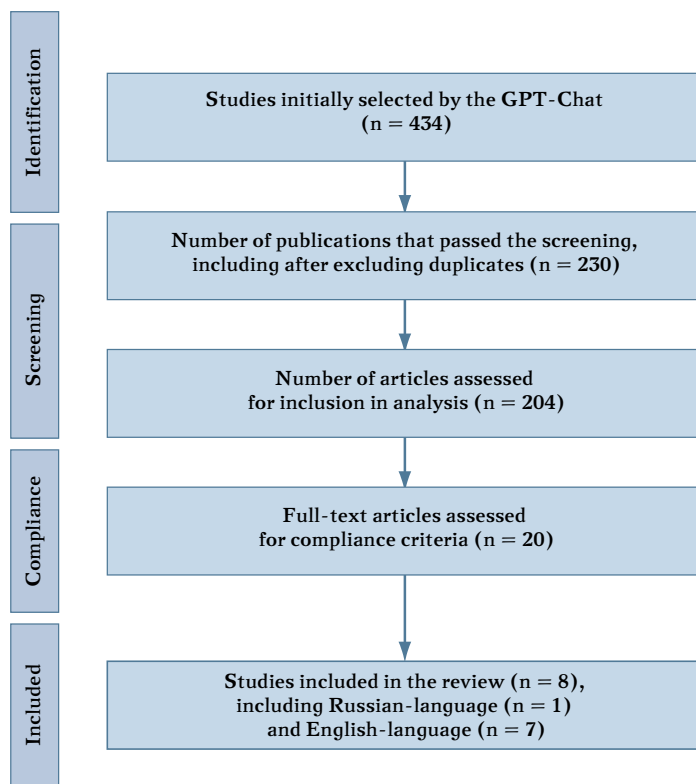 Identification
Studies initially selected by the GPT-Chat
(n = 434)
Screening
Number of publications that passed the screening,
including after excluding duplicates (n = 230)
Number of articles assessed
for inclusion in analysis (n = 204)
Compliance
Full-text articles assessed
for compliance criteria (n = 20)
Included
Studies included in the review (n = 8),
including Russian-language (n = 1)
and English-language (n = 7)